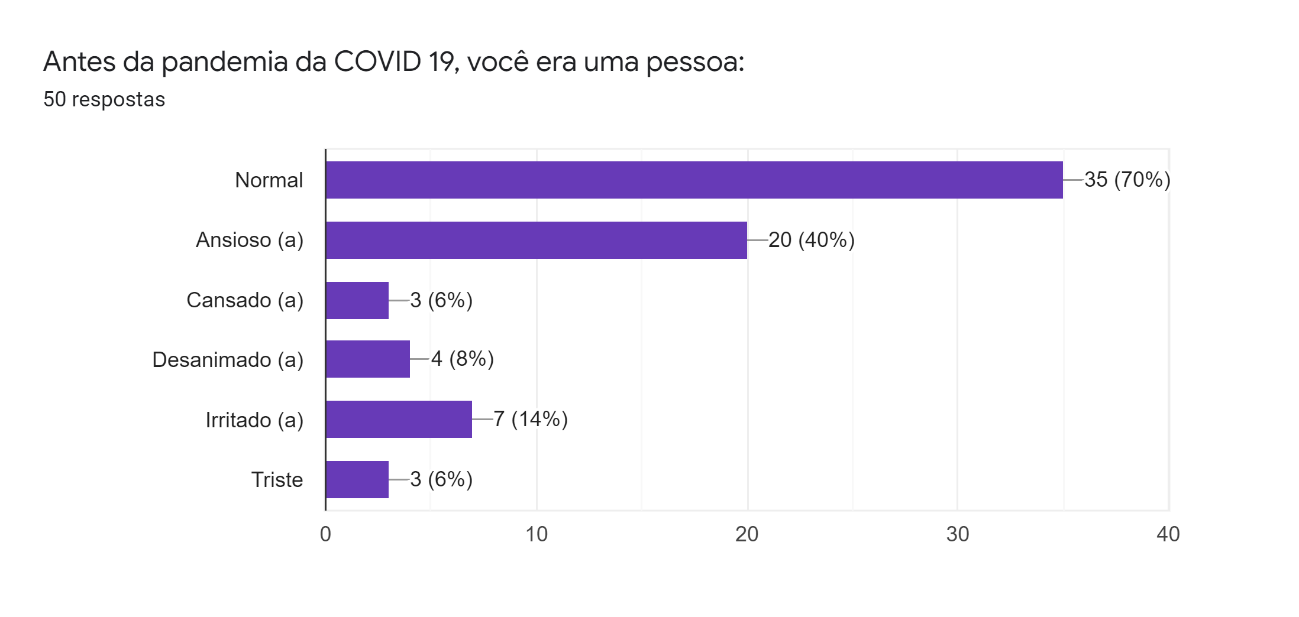 Antes da pandemia da COVID 19, você era uma pessoa:
50 respostas
Normal 35 (70%)
Ansioso (a) 20 (40%)
Cansado (a) 3 (6%)
Desanimado (a) 4 (8%)
Irritado (a) 7 (14%)
Triste 3 (6%)
0 10 20 30 40